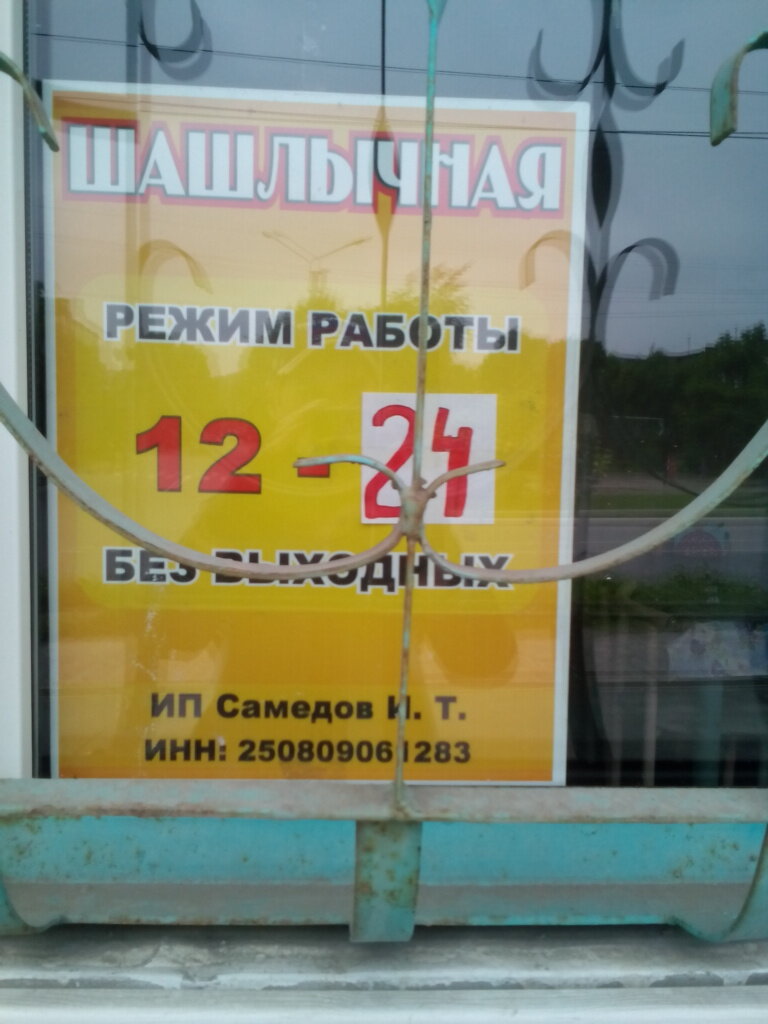 ШАШЛЫЧНАЯ
РЕЖИМ РАБОТЫ
12 - 24
БЕЗ ВЫХОДНЫХ
ИП Самедов И. Т.
ИНН: 250809061283